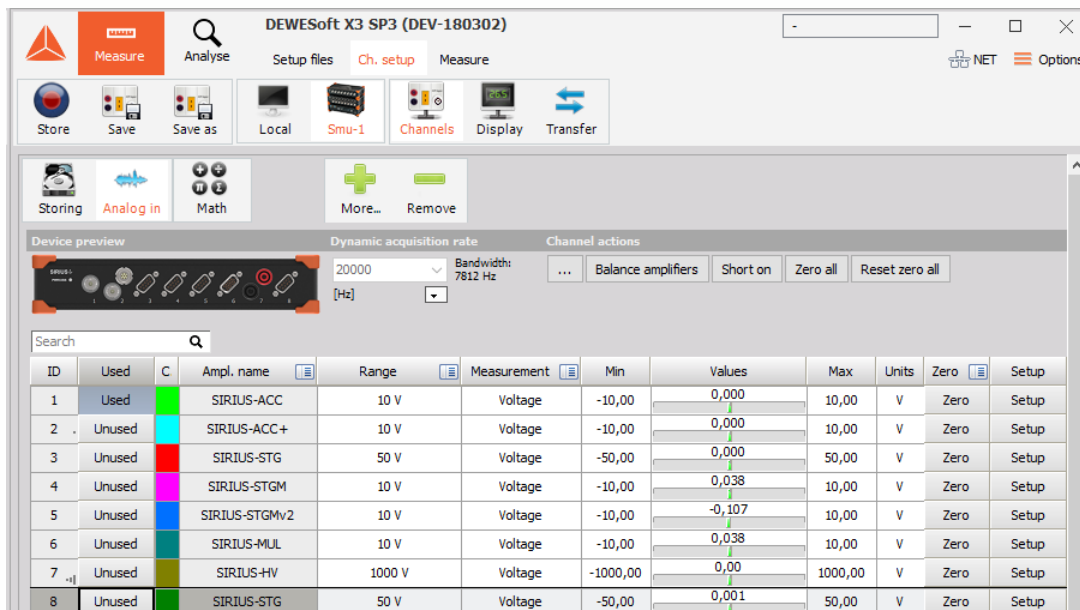 DEWESoft X3 SP3 (DEV-180302)
-
Measure
Analyse
Setup files Ch. setup Measure
NET Options
Store Save Save as Local Smu-1 Channels Display Transfer
Storing Analog in Math More... Remove
Device preview Dynamic acquisition rate Channel actions
SIRIUS
20000
Bandwidth:
7812 Hz
... Balance amplifiers Short on Zero all Reset zero all
[Hz]
1 2 3 4 5 6 7 8
Search
ID Used C Ampl. name Range Measurement Min Values Max Units Zero Setup
1 Used SIRIUS-ACC 10 V Voltage -10,00 0,000 10,00 V Zero Setup
2 Unused SIRIUS-ACC+ 10 V Voltage -10,00 0,000 10,00 V Zero Setup
3 Unused SIRIUS-STG 50 V Voltage -50,00 0,000 50,00 V Zero Setup
4 Unused SIRIUS-STGM 10 V Voltage -10,00 0,038 10,00 V Zero Setup
5 Unused SIRIUS-STGMv2 10 V Voltage -10,00 -0,107 10,00 V Zero Setup
6 Unused SIRIUS-MUL 10 V Voltage -10,00 0,038 10,00 V Zero Setup
7 Unused SIRIUS-HV 1000 V Voltage -1000,00 0,00 1000,00 V Zero Setup
8 Unused SIRIUS-STG 50 V Voltage -50,00 0,001 50,00 V Zero Setup